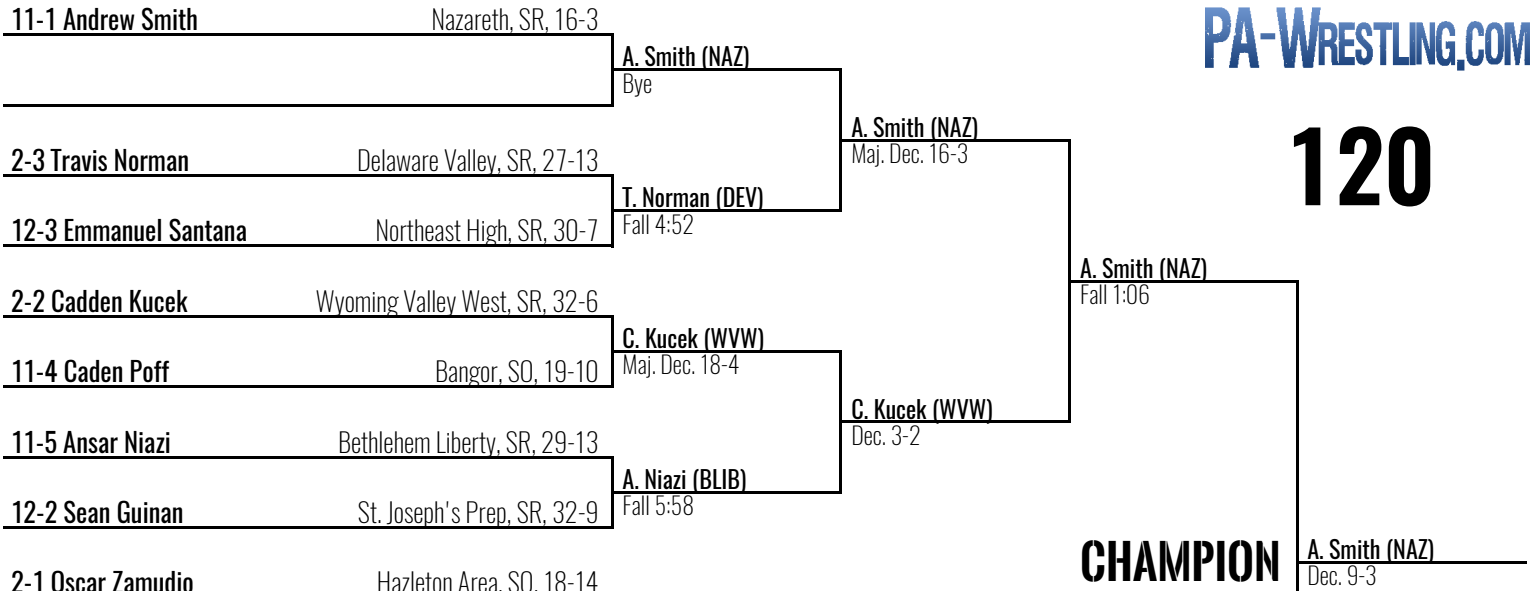 11-1 Andrew Smith Nazareth, SR, 16-3
A. Smith (NAZ)
Bye
PA-Wrestling.com
120
A. Smith (NAZ)
Maj. Dec. 16-3
2-3 Travis Norman Delaware Valley, SR, 27-13
T. Norman (DEV)
Fall 4:52
12-3 Emmanuel Santana Northeast High, SR, 30-7
A. Smith (NAZ)
Fall 1:06
2-2 Cadden Kucek Wyoming Valley West, SR, 32-6
C. Kucek (WVW)
Maj. Dec. 18-4
11-4 Caden Poff Bangor, SO, 19-10
C. Kucek (WVW)
Dec. 3-2
11-5 Ansar Niazi Bethlehem Liberty, SR, 29-13
A. Niazi (BLIB)
Fall 5:58
12-2 Sean Guinan St. Joseph's Prep, SR, 32-9
CHAMPION
A. Smith (NAZ)
Dec. 9-3
2-1 Oscar Zamudio Hazleton Area, SO, 18-14